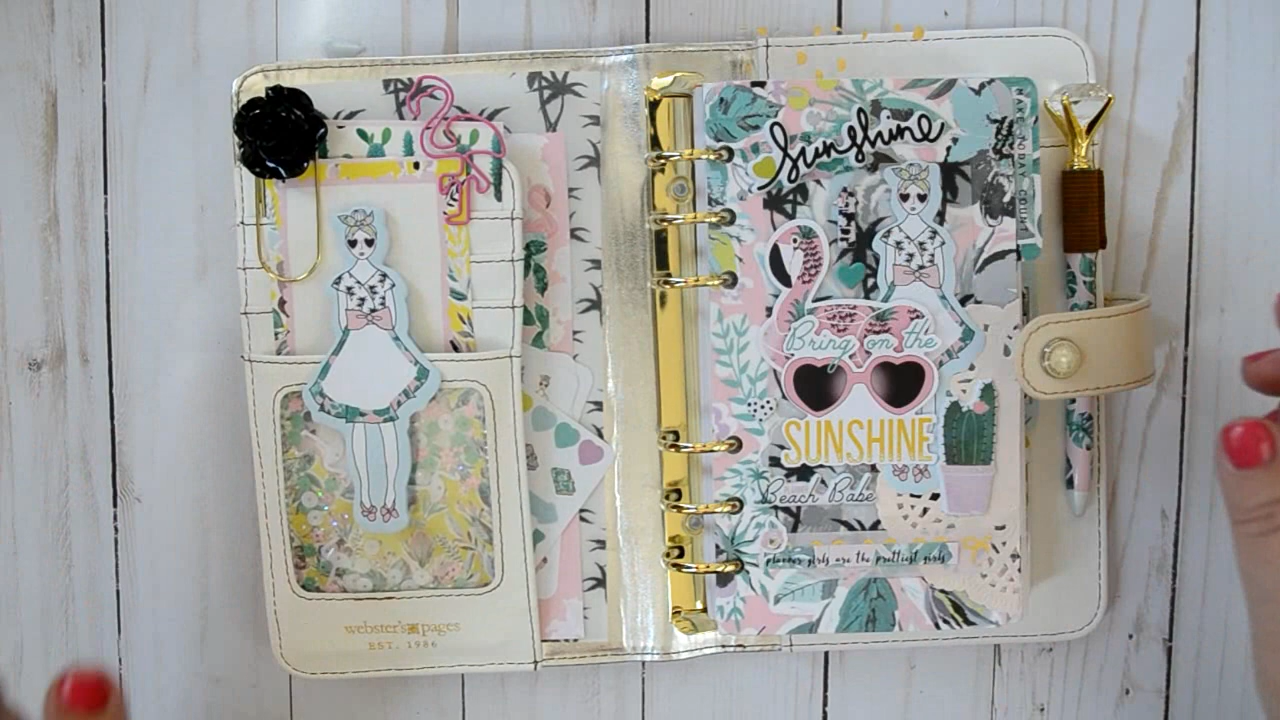 webster's pages
EST. 1986
Sunshine
Bring on the
SUNSHINE
Beach Babe
planner girls are the prettiest girls